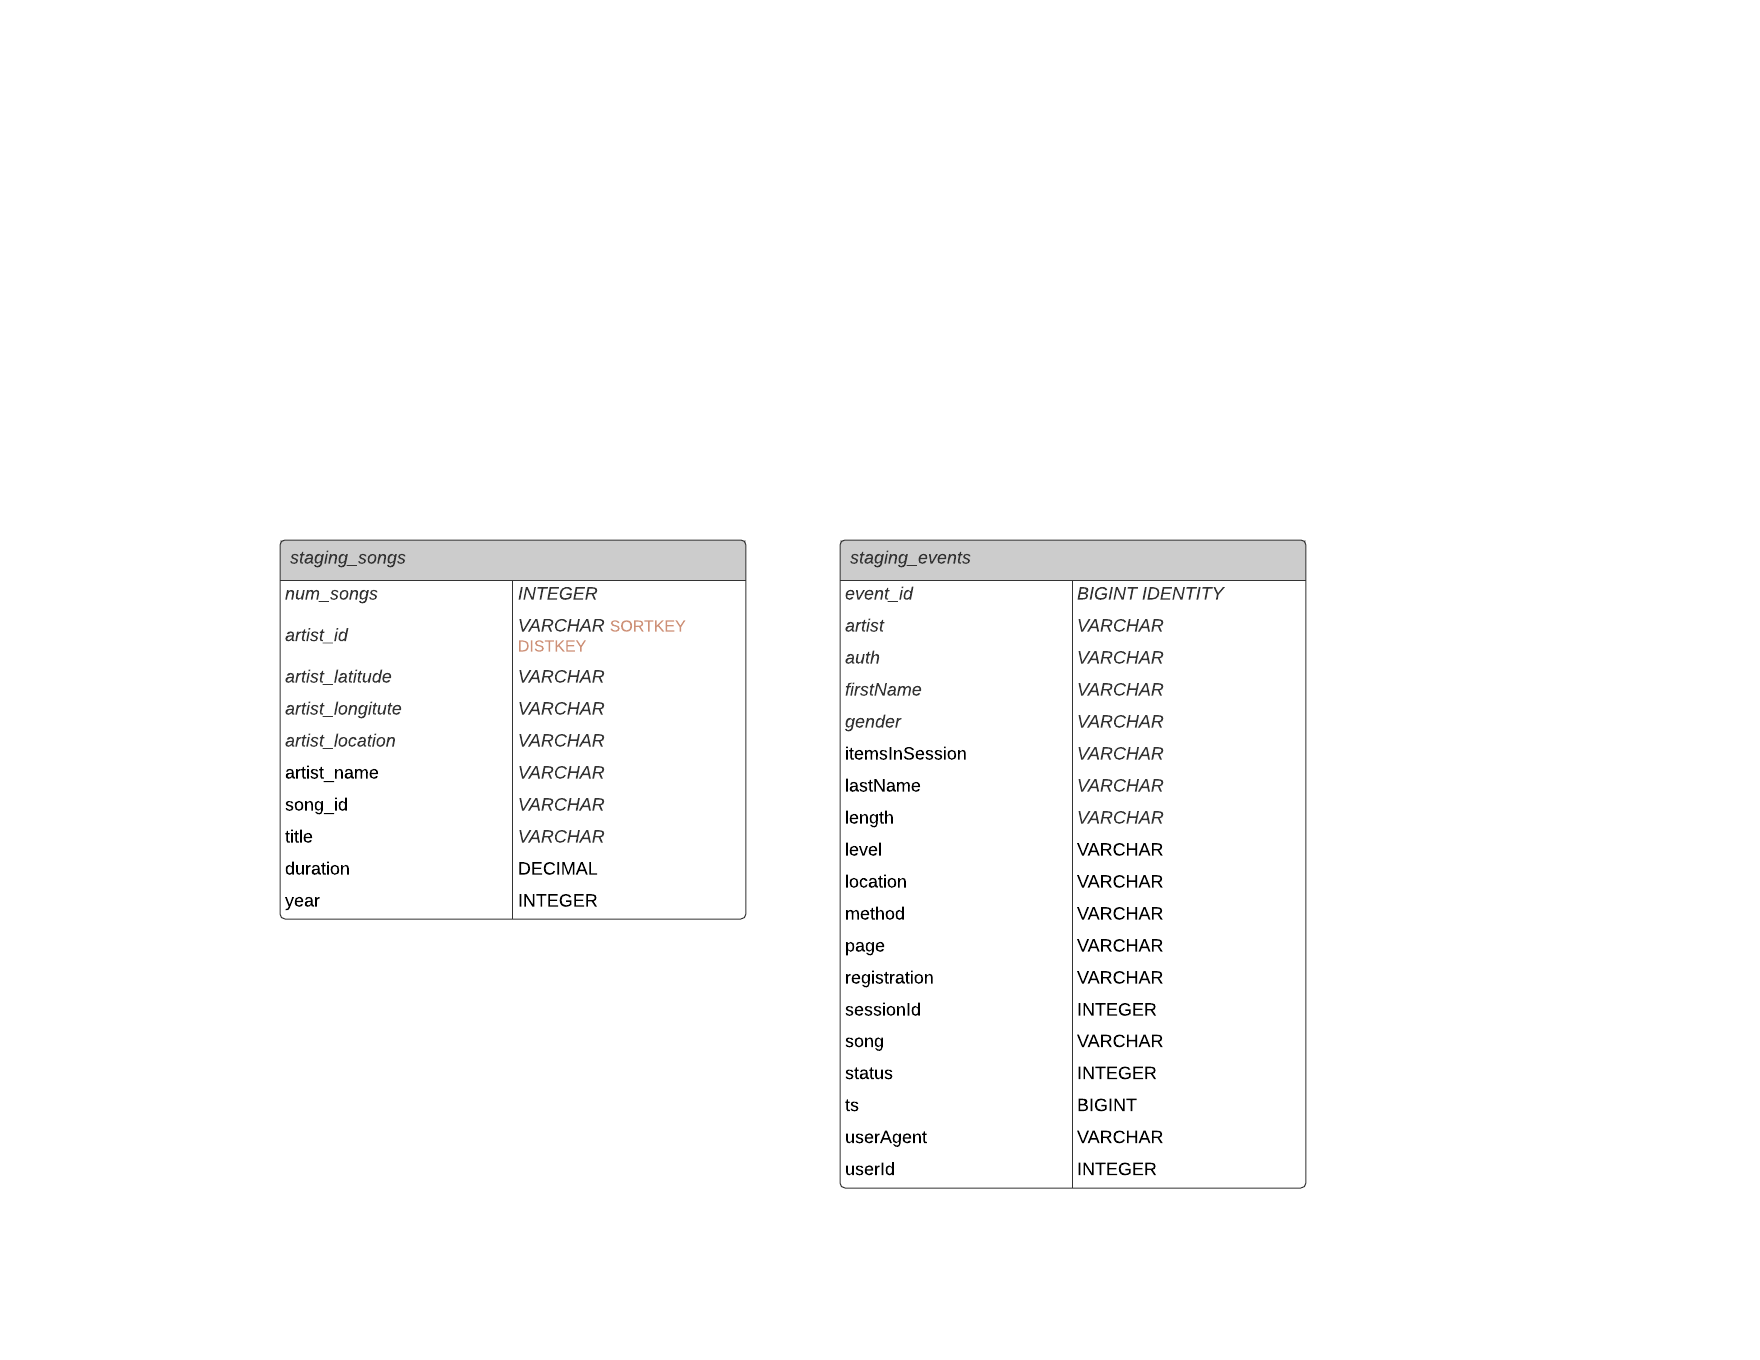 staging_songs
num_songs INTEGER
artist_id VARCHAR SORTKEY
DISTKEY
artist_latitude VARCHAR
artist_longitute VARCHAR
artist_location VARCHAR
artist_name VARCHAR
song_id VARCHAR
title VARCHAR
duration DECIMAL
year INTEGER
staging_events
event_id BIGINT IDENTITY
artist VARCHAR
auth VARCHAR
firstName VARCHAR
gender VARCHAR
itemsInSession VARCHAR
lastName VARCHAR
length VARCHAR
level VARCHAR
location VARCHAR
method VARCHAR
page VARCHAR
registration VARCHAR
sessionId INTEGER
song VARCHAR
status INTEGER
ts BIGINT
userAgent VARCHAR
userId INTEGER